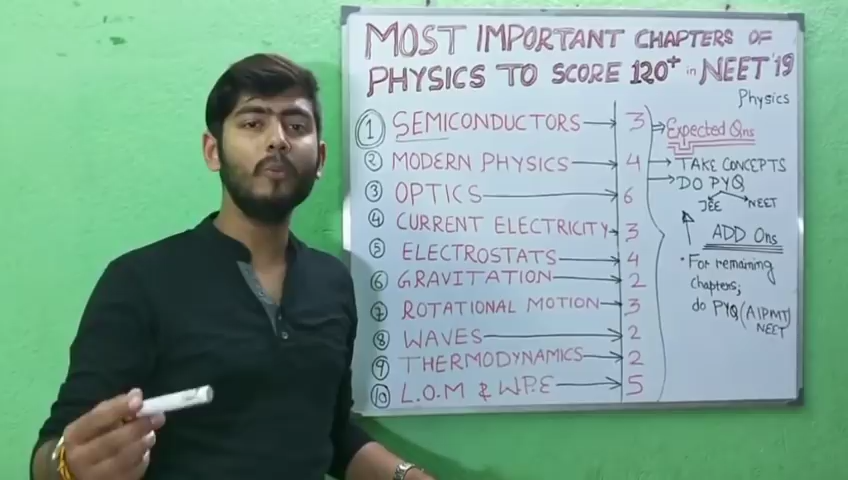 MOST IMPORTANT CHAPTERS OF
PHYSICS TO SCORE 120+ in NEET'19
Physics
1 SEMICONDUCTORS → 3
2 MODERN PHYSICS → 4
3 OPTICS → 6
4 CURRENT ELECTRICITY → 3
5 ELECTROSTATS → 4
6 GRAVITATION → 2
7 ROTATIONAL MOTION → 3
8 WAVES → 2
9 THERMODYNAMICS → 2
10 L.O.M & W.P.E → 5
Expected Qns
→ TAKE CONCEPTS
→ DO PYQ
JEE NEET
ADD Ons
• For remaining
chapters;
do PYQ (AIPMT)
NEET